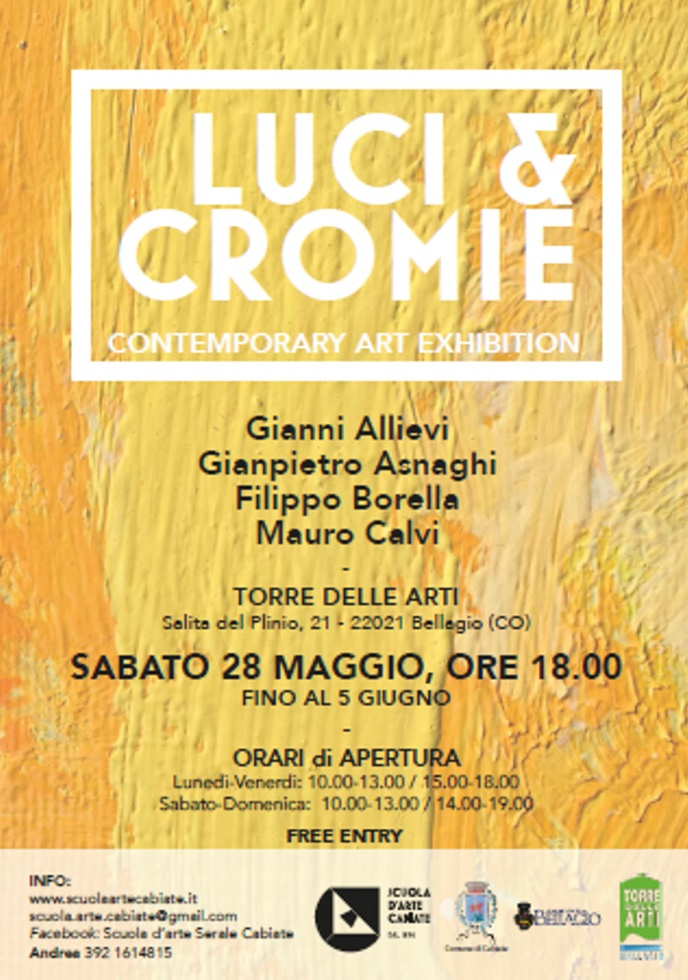 LUCI &
CROMIE
CONTEMPORARY ART EXHIBITION
Gianni Allievi
Gianpietro Asnaghi
Filippo Borella
Mauro Calvi
-
TORRE DELLE ARTI
Salita del Plinio, 21 - 22021 Bellagio (CO)
SABATO 28 MAGGIO, ORE 18.00
FINO AL 5 GIUGNO
-
ORARI di APERTURA
Lunedì-Venerdì: 10.00-13.00 / 15.00-18.00
Sabato-Domenica: 10.00-13.00 / 14.00-19.00
FREE ENTRY
INFO:
www.scuolaartecabiate.it
scuola.arte.cabiate@gmail.com
Facebook: Scuola d'arte Serale Cabiate
Andrea 392 1614815
SCUOLA
D'ARTE
CABIATE
Comune di Cabiate
BELLAGIO
TORRE
DELLE
ARTI
BELLAGIO